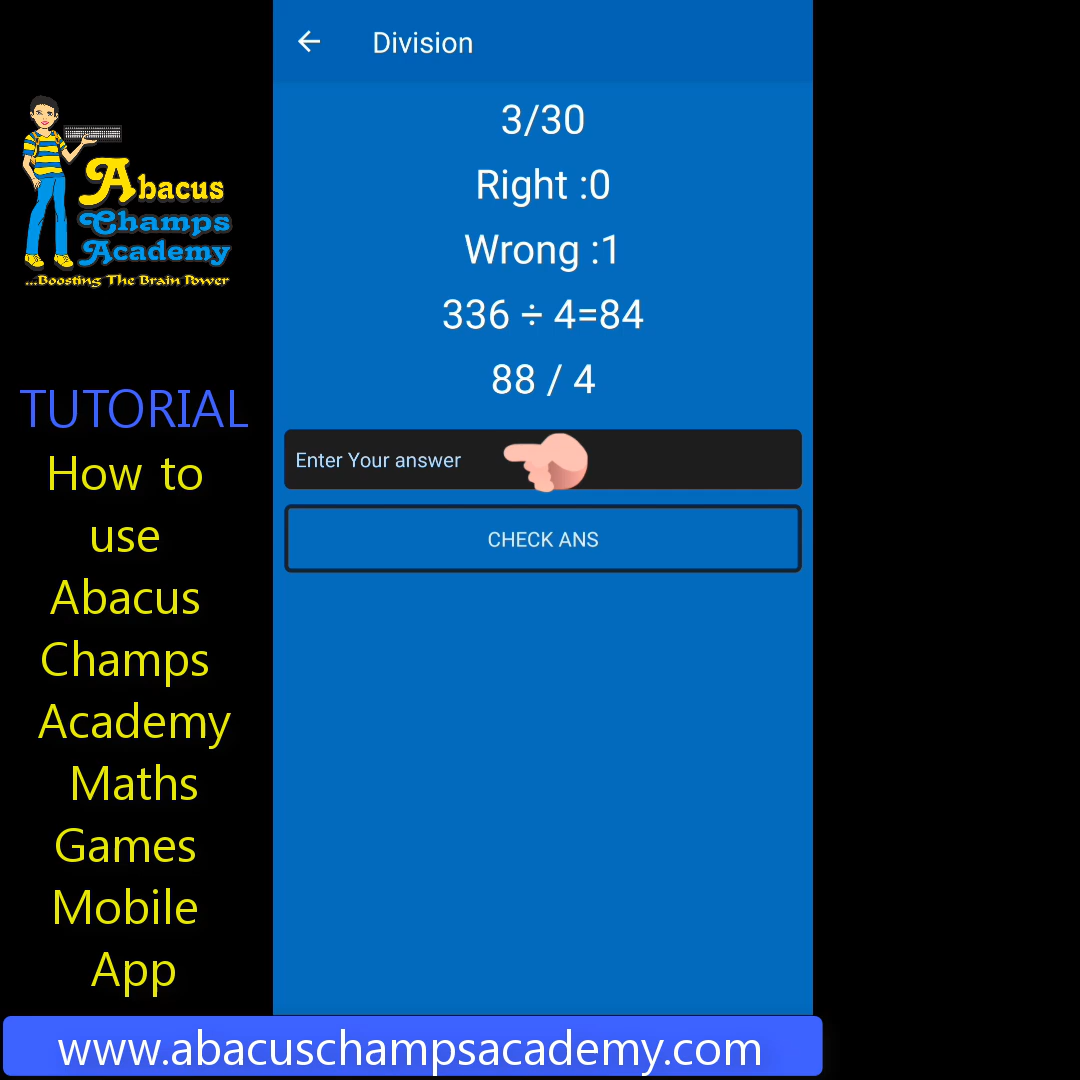 Division
3/30
Right :0
Wrong :1
336 ÷ 4=84
88 / 4
Enter Your answer
CHECK ANS
Abacus
Champs
Academy
...Boosting The Brain Power
TUTORIAL
How to
use
Abacus
Champs
Academy
Maths
Games
Mobile
App
www.abacuschampsacademy.com